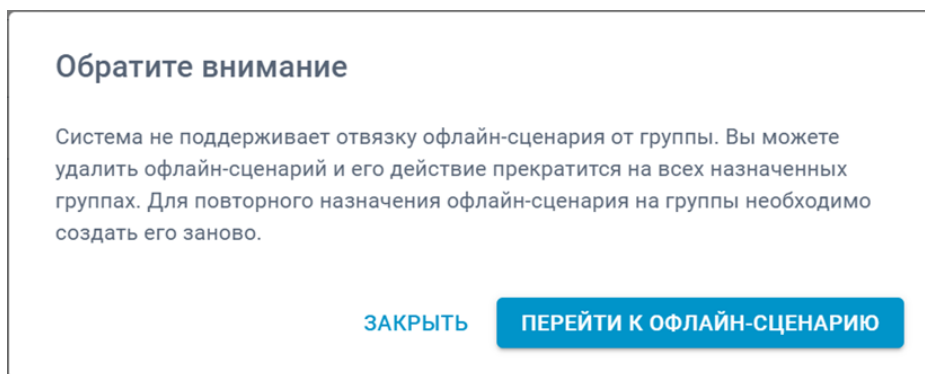 Обратите внимание
Система не поддерживает отвязку офлайн-сценария от группы. Вы можете
удалить офлайн-сценарий и его действие прекратится на всех назначенных
группах. Для повторного назначения офлайн-сценария на группы необходимо
создать его заново.
ЗАКРЫТЬ ПЕРЕЙТИ К ОФЛАЙН-СЦЕНАРИЮ